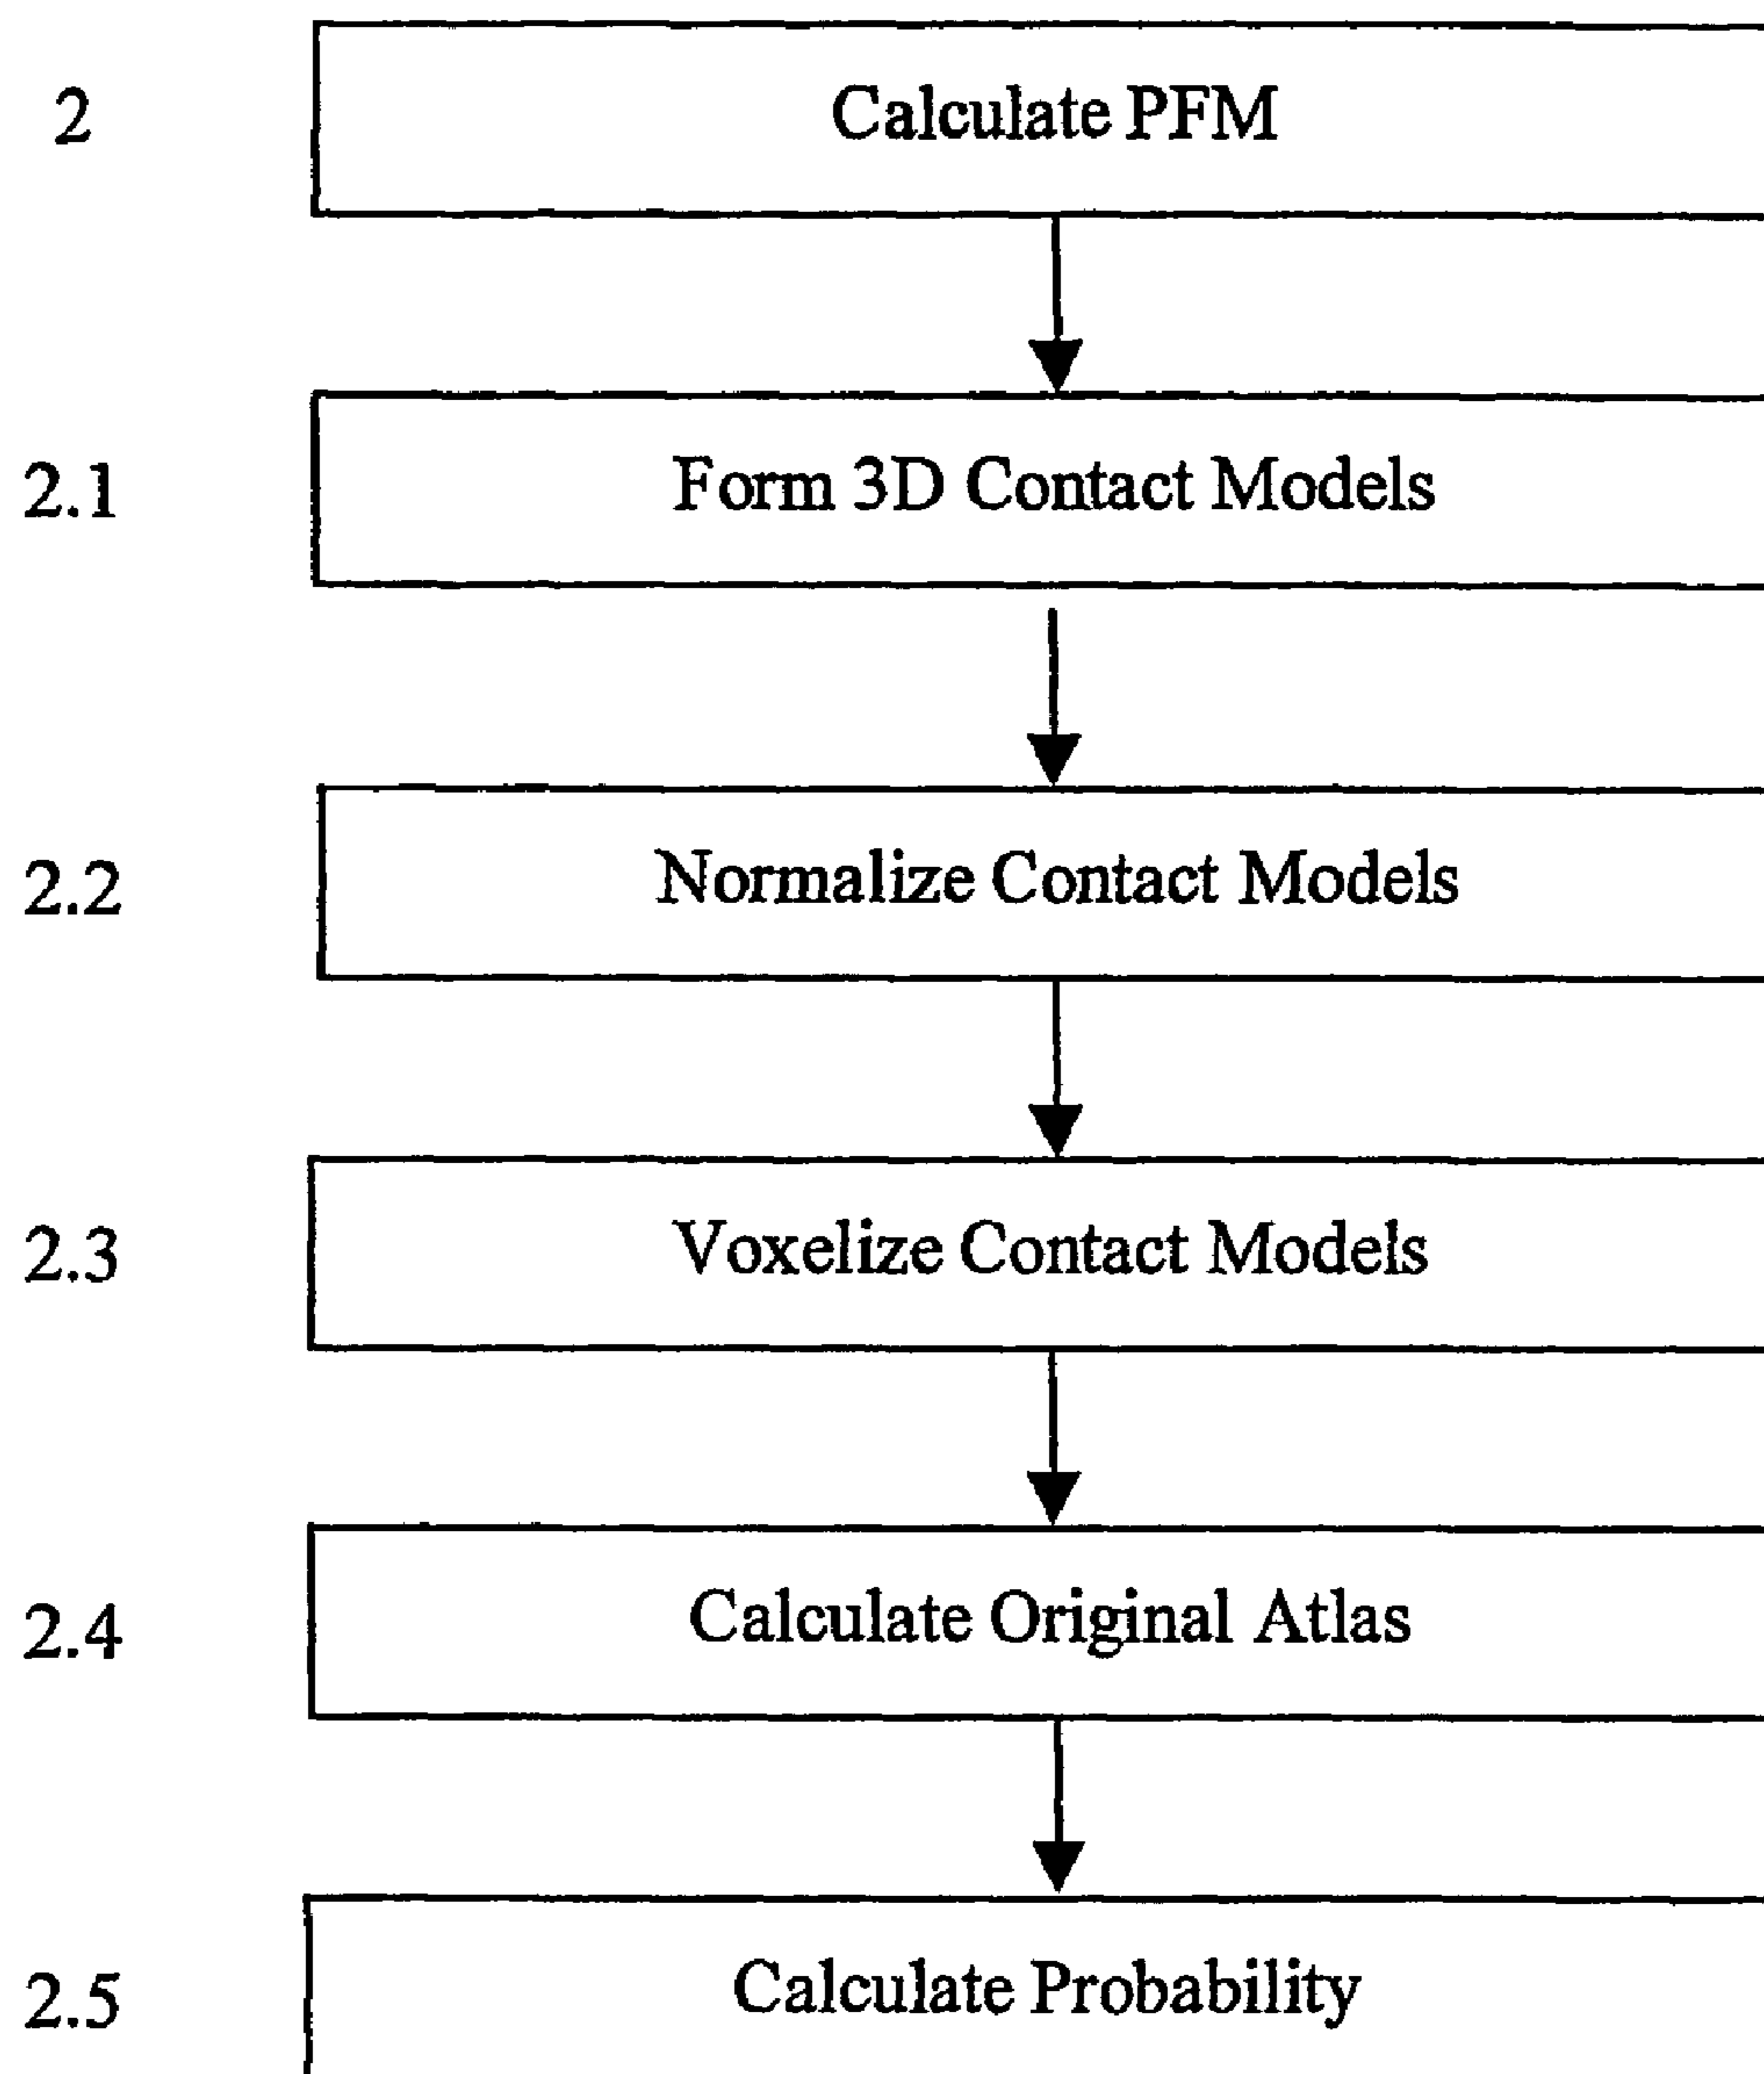 2 Calculate PFM
2.1 Form 3D Contact Models
2.2 Normalize Contact Models
2.3 Voxelize Contact Models
2.4 Calculate Original Atlas
2.5 Calculate Probability